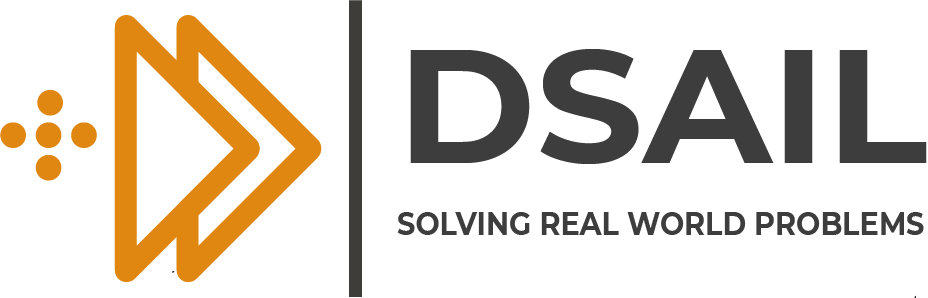 DSAIL
SOLVING REAL WORLD PROBLEMS